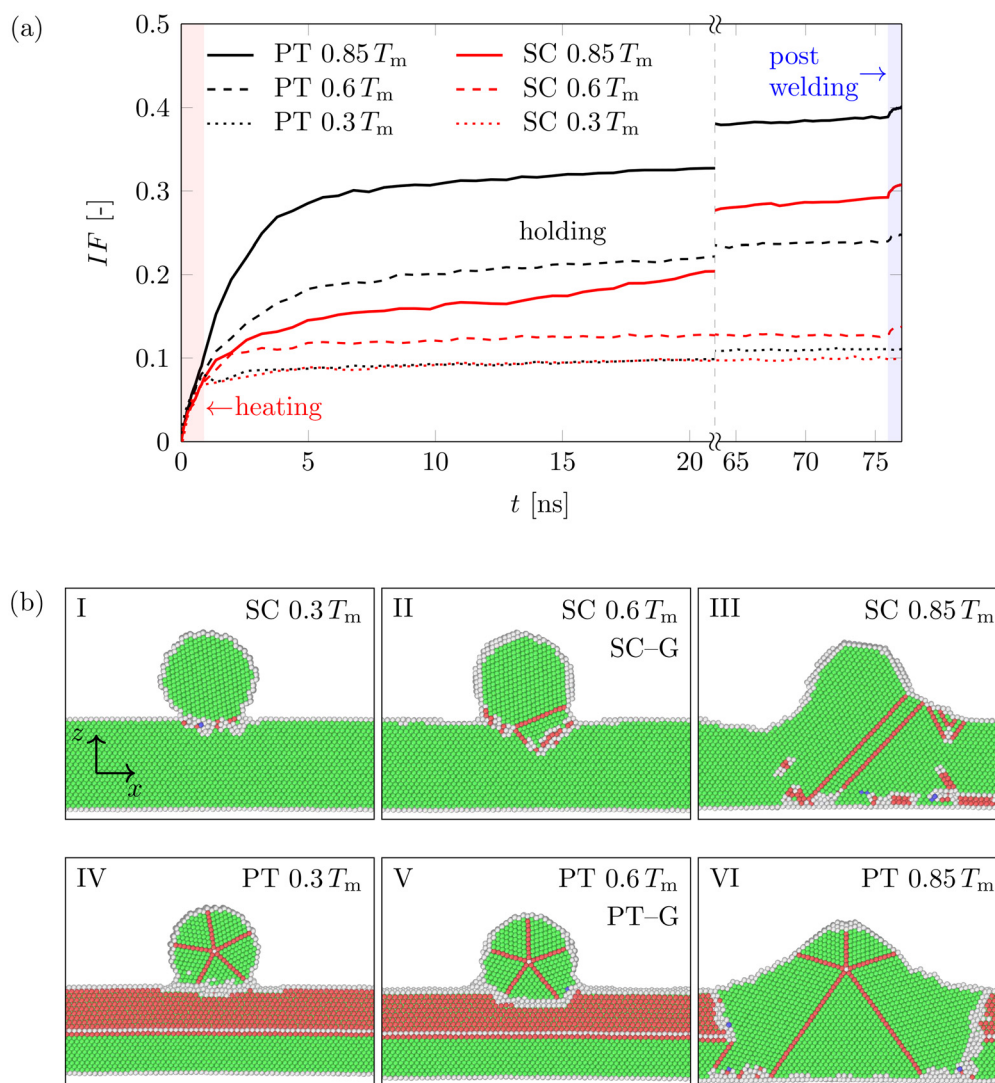 (a)
0.5
0.4
0.3
0.2
0.1
0
IF [-]
PT 0.85 Tm
PT 0.6 Tm
PT 0.3 Tm
SC 0.85 Tm
SC 0.6 Tm
SC 0.3 Tm
post
welding→
holding
←heating
0 5 10 15 20 65 70 75
t [ns]
(b)
I
SC 0.3 Tm
z
x
II
SC 0.6 Tm
SC–G
III
SC 0.85 Tm
IV
PT 0.3 Tm
V
PT 0.6 Tm
PT–G
VI
PT 0.85 Tm